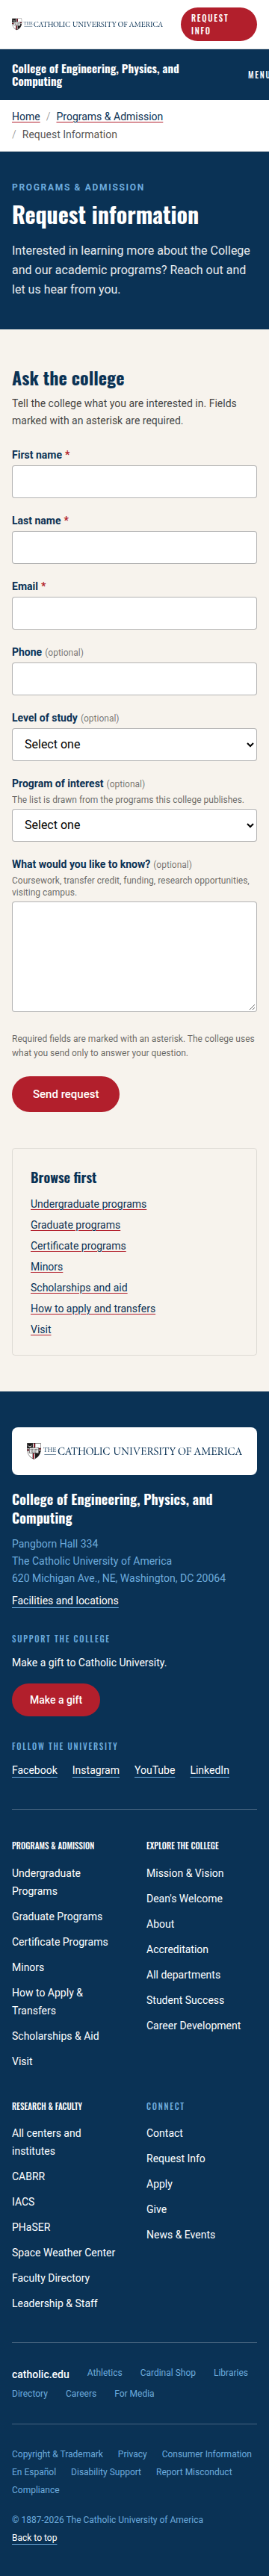 THE CATHOLIC UNIVERSITY OF AMERICA
REQUEST
INFO
College of Engineering, Physics, and
Computing
MENU
Home / Programs & Admission
/ Request Information
PROGRAMS & ADMISSION
Request information
Interested in learning more about the College
and our academic programs? Reach out and
let us hear from you.
Ask the college
Tell the college what you are interested in. Fields
marked with an asterisk are required.
First name *
Last name *
Email *
Phone (optional)
Level of study (optional)
Select one
Program of interest (optional)
The list is drawn from the programs this college publishes.
Select one
What would you like to know? (optional)
Coursework, transfer credit, funding, research opportunities,
visiting campus.
Required fields are marked with an asterisk. The college uses
what you send only to answer your question.
Send request
Browse first
Undergraduate programs
Graduate programs
Certificate programs
Minors
Scholarships and aid
How to apply and transfers
Visit
THE CATHOLIC UNIVERSITY OF AMERICA
College of Engineering, Physics, and
Computing
Pangborn Hall 334
The Catholic University of America
620 Michigan Ave., NE, Washington, DC 20064
Facilities and locations
SUPPORT THE COLLEGE
Make a gift to Catholic University.
Make a gift
FOLLOW THE UNIVERSITY
Facebook Instagram YouTube LinkedIn
PROGRAMS & ADMISSION
Undergraduate
Programs
Graduate Programs
Certificate Programs
Minors
How to Apply &
Transfers
Scholarships & Aid
Visit
EXPLORE THE COLLEGE
Mission & Vision
Dean's Welcome
About
Accreditation
All departments
Student Success
Career Development
RESEARCH & FACULTY
All centers and
institutes
CABRR
IACS
PHaSER
Space Weather Center
Faculty Directory
Leadership & Staff
CONNECT
Contact
Request Info
Apply
Give
News & Events
catholic.edu Athletics Cardinal Shop Libraries
Directory Careers For Media
Copyright & Trademark Privacy Consumer Information
En Español Disability Support Report Misconduct
Compliance
© 1887-2026 The Catholic University of America
Back to top